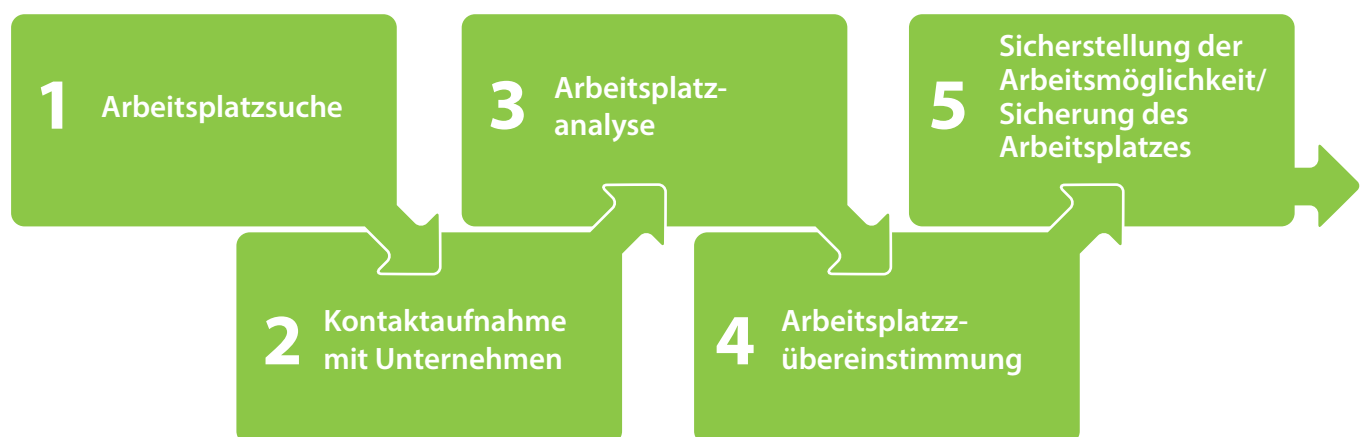 1 Arbeitsplatzsuche
2 Kontaktaufnahme
mit Unternehmen
3 Arbeitsplatz-
analyse
4 Arbeitsplatzz-
übereinstimmung
5 Sicherstellung der
Arbeitsmöglichkeit/
Sicherung des
Arbeitsplatzes